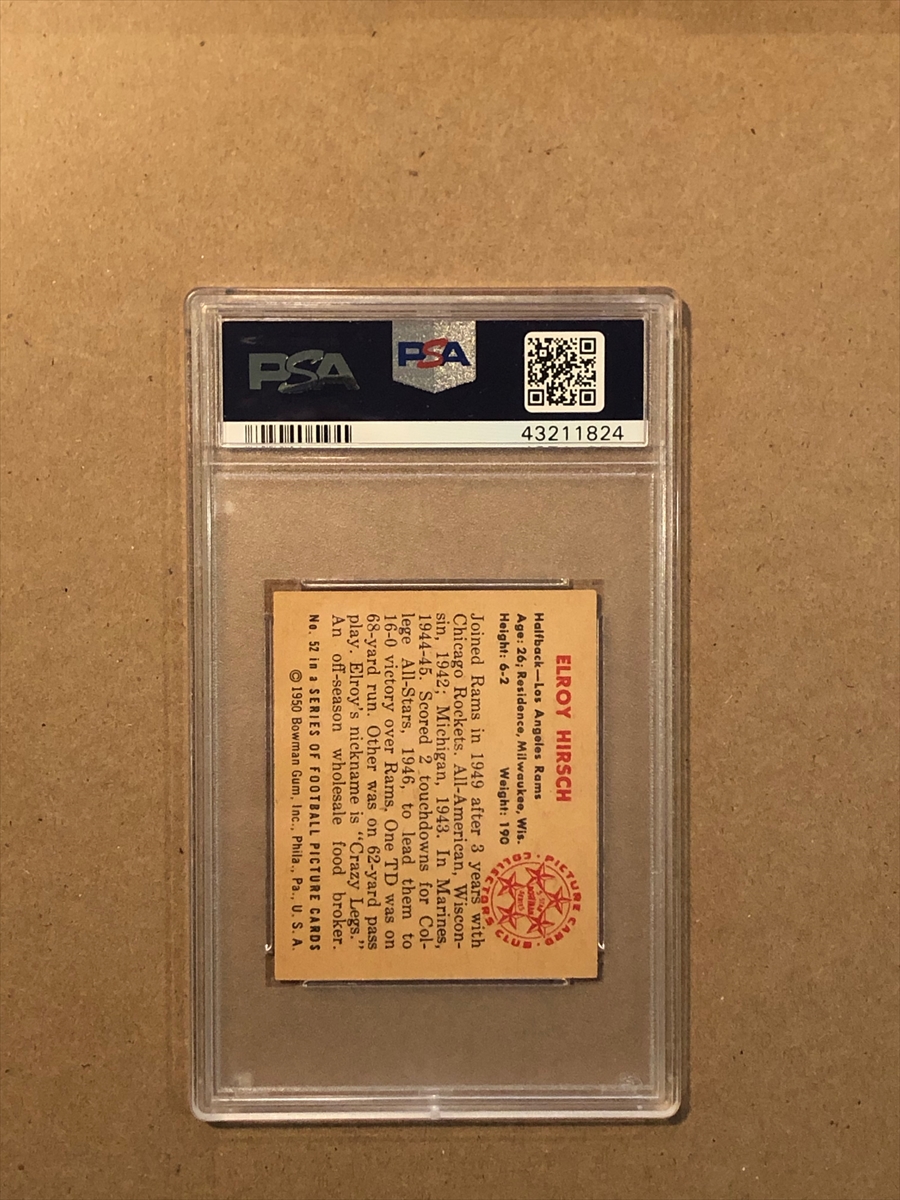 PSA
PSA
43211824
ELROY HIRSCH
Halfback—Los Angeles Rams
Age: 26; Residence, Milwaukee, Wis.
Height: 6-2 Weight: 190
PICTURE CARD
COLLECTORS CLUB
5-STAR
BOWMAN
Joined Rams in 1949 after 3 years with
Chicago Rockets. All-American, Wiscon-
sin, 1942; Michigan, 1943. In Marines,
1944-45. Scored 2 touchdowns for Col-
lege All-Stars, 1946, to lead them to
16-0 victory over Rams. One TD was on
68-yard run. Other was on 62-yard pass
play. Elroy's nickname is "Crazy Legs."
An off-season wholesale food broker.
No. 52 in a SERIES OF FOOTBALL PICTURE CARDS
©1950 Bowman Gum, Inc., Phila., Pa., U. S. A.